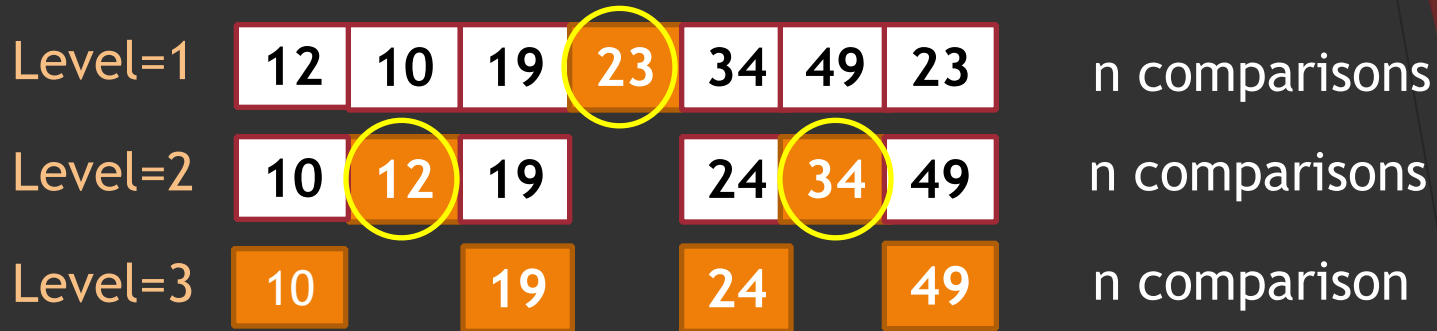 Level=1 12 10 19 23 34 49 23 n comparisons
Level=2 10 12 19 24 34 49 n comparisons
Level=3 10 19 24 49 n comparison